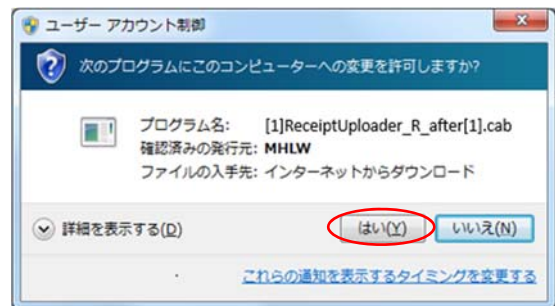 ユーザー アカウント制御
次のプログラムにこのコンピューターへの変更を許可しますか?
プログラム名: [1]ReceiptUploader_R_after[1].cab
確認済みの発行元: MHLW
ファイルの入手先: インターネットからダウンロード
詳細を表示する(D) はい(Y) いいえ(N)
これらの通知を表示するタイミングを変更する